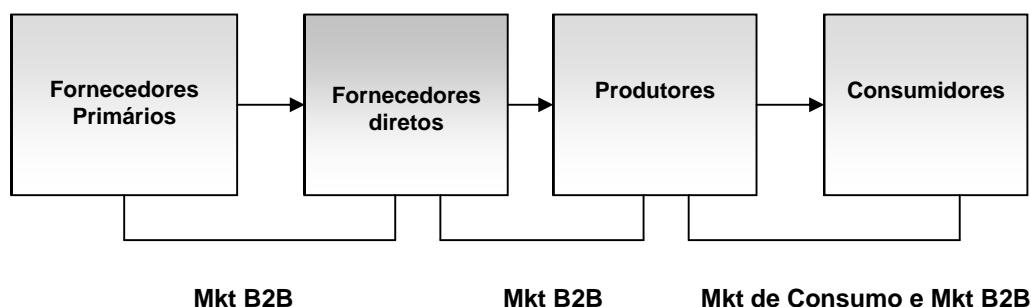 Fornecedores
Primários
Fornecedores
diretos
Produtores
Consumidores
Mkt B2B
Mkt B2B
Mkt de Consumo e Mkt B2B